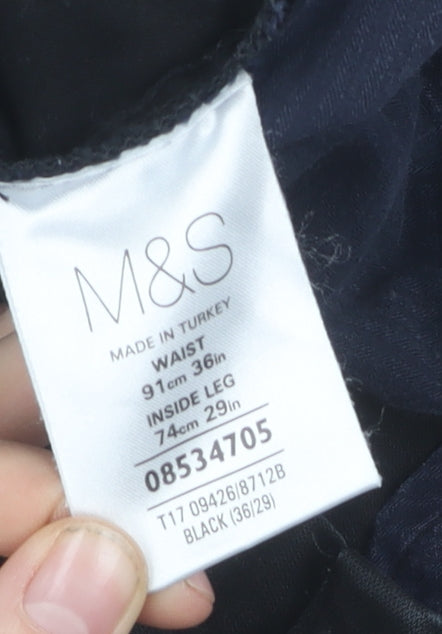 M&S
MADE IN TURKEY
WAIST
91cm 36in
INSIDE LEG
74cm 29in
08534705
T17 09426/8712B
BLACK (36/29)